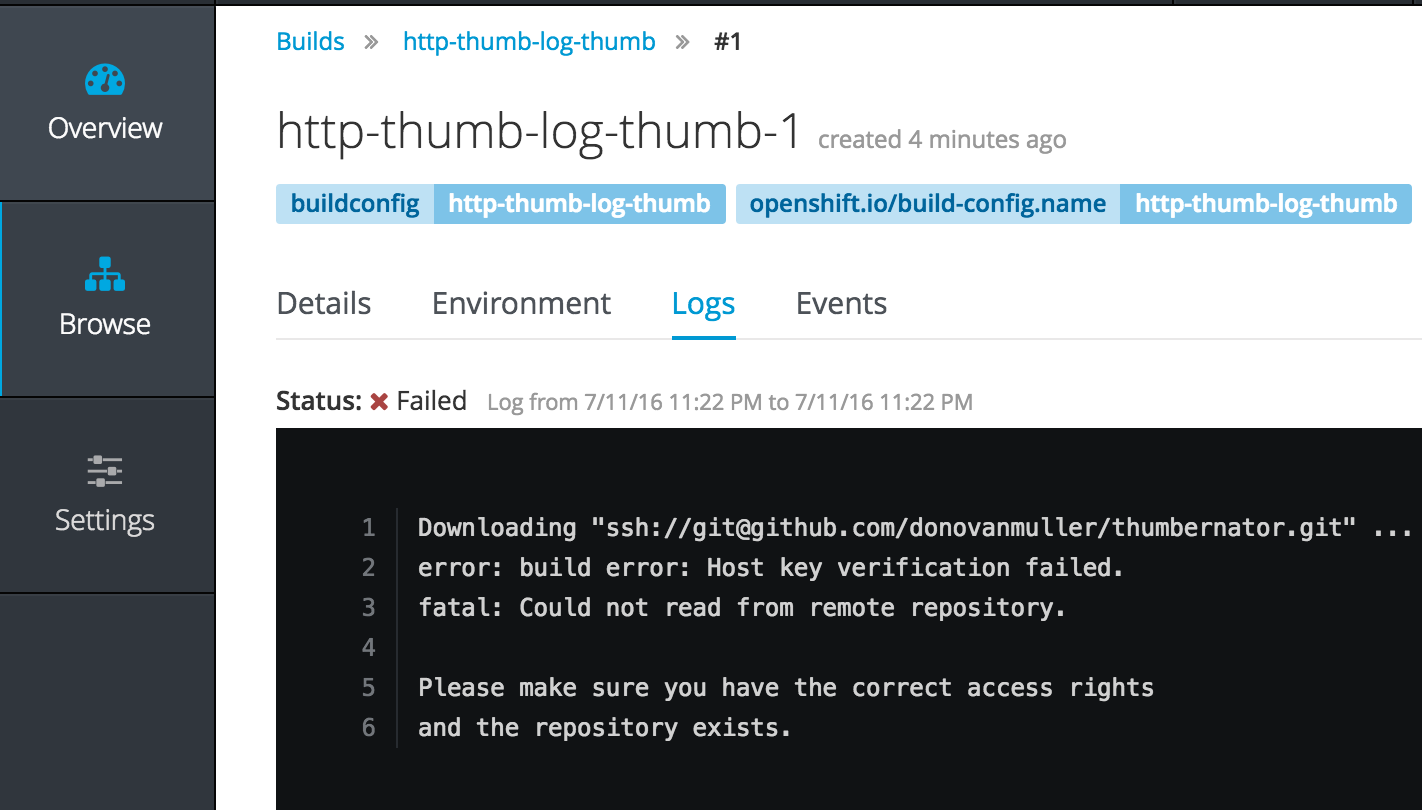 Overview
Browse
Settings
Builds » http-thumb-log-thumb » #1
http-thumb-log-thumb-1 created 4 minutes ago
buildconfig http-thumb-log-thumb openshift.io/build-config.name http-thumb-log-thumb
Details Environment Logs Events
Status: ✖ Failed Log from 7/11/16 11:22 PM to 7/11/16 11:22 PM
1 Downloading "ssh://git@github.com/donovanmuller/thumbernator.git" ...
2 error: build error: Host key verification failed.
3 fatal: Could not read from remote repository.
4
5 Please make sure you have the correct access rights
6 and the repository exists.